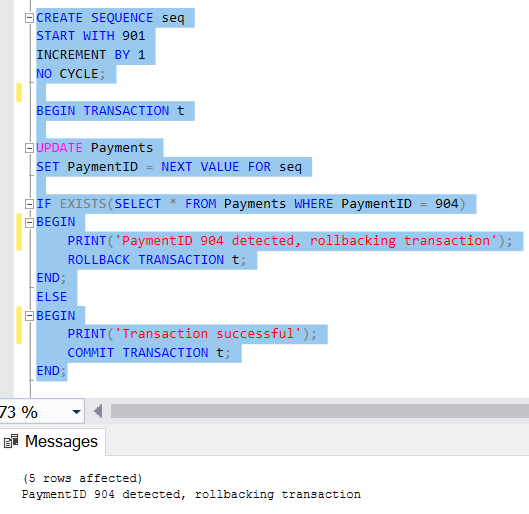 CREATE SEQUENCE seq
START WITH 901
INCREMENT BY 1
NO CYCLE;
BEGIN TRANSACTION t
UPDATE Payments
SET PaymentID = NEXT VALUE FOR seq
IF EXISTS(SELECT * FROM Payments WHERE PaymentID = 904)
BEGIN
PRINT('PaymentID 904 detected, rollbacking transaction');
ROLLBACK TRANSACTION t;
END;
ELSE
BEGIN
PRINT('Transaction successful');
COMMIT TRANSACTION t;
END;
73 %
Messages
(5 rows affected)
PaymentID 904 detected, rollbacking transaction